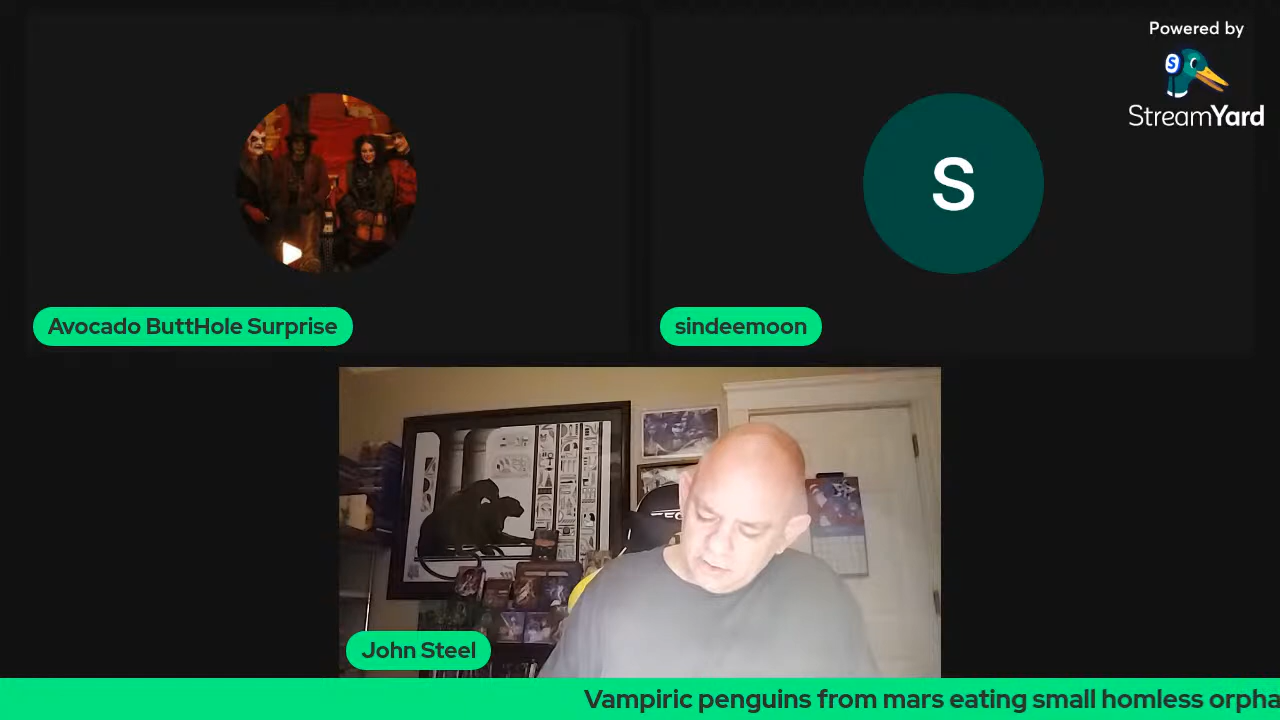 Powered by
S
StreamYard
S
Avocado ButtHole Surprise
sindeemoon
John Steel
Vampiric penguins from mars eating small homless orpha